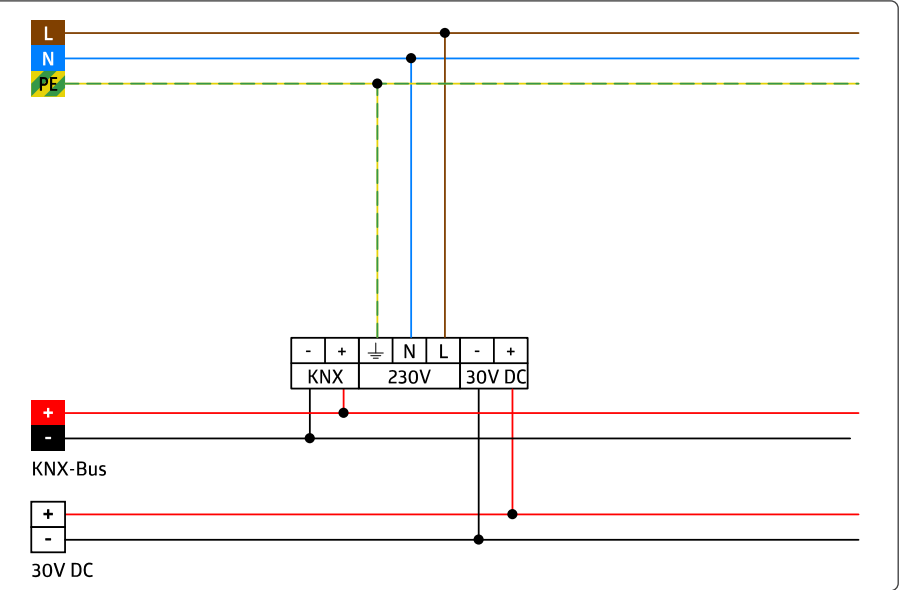 L
N
PE
- + ⏚ N L - +
KNX 230V 30V DC
+
-
KNX-Bus
+
-
30V DC